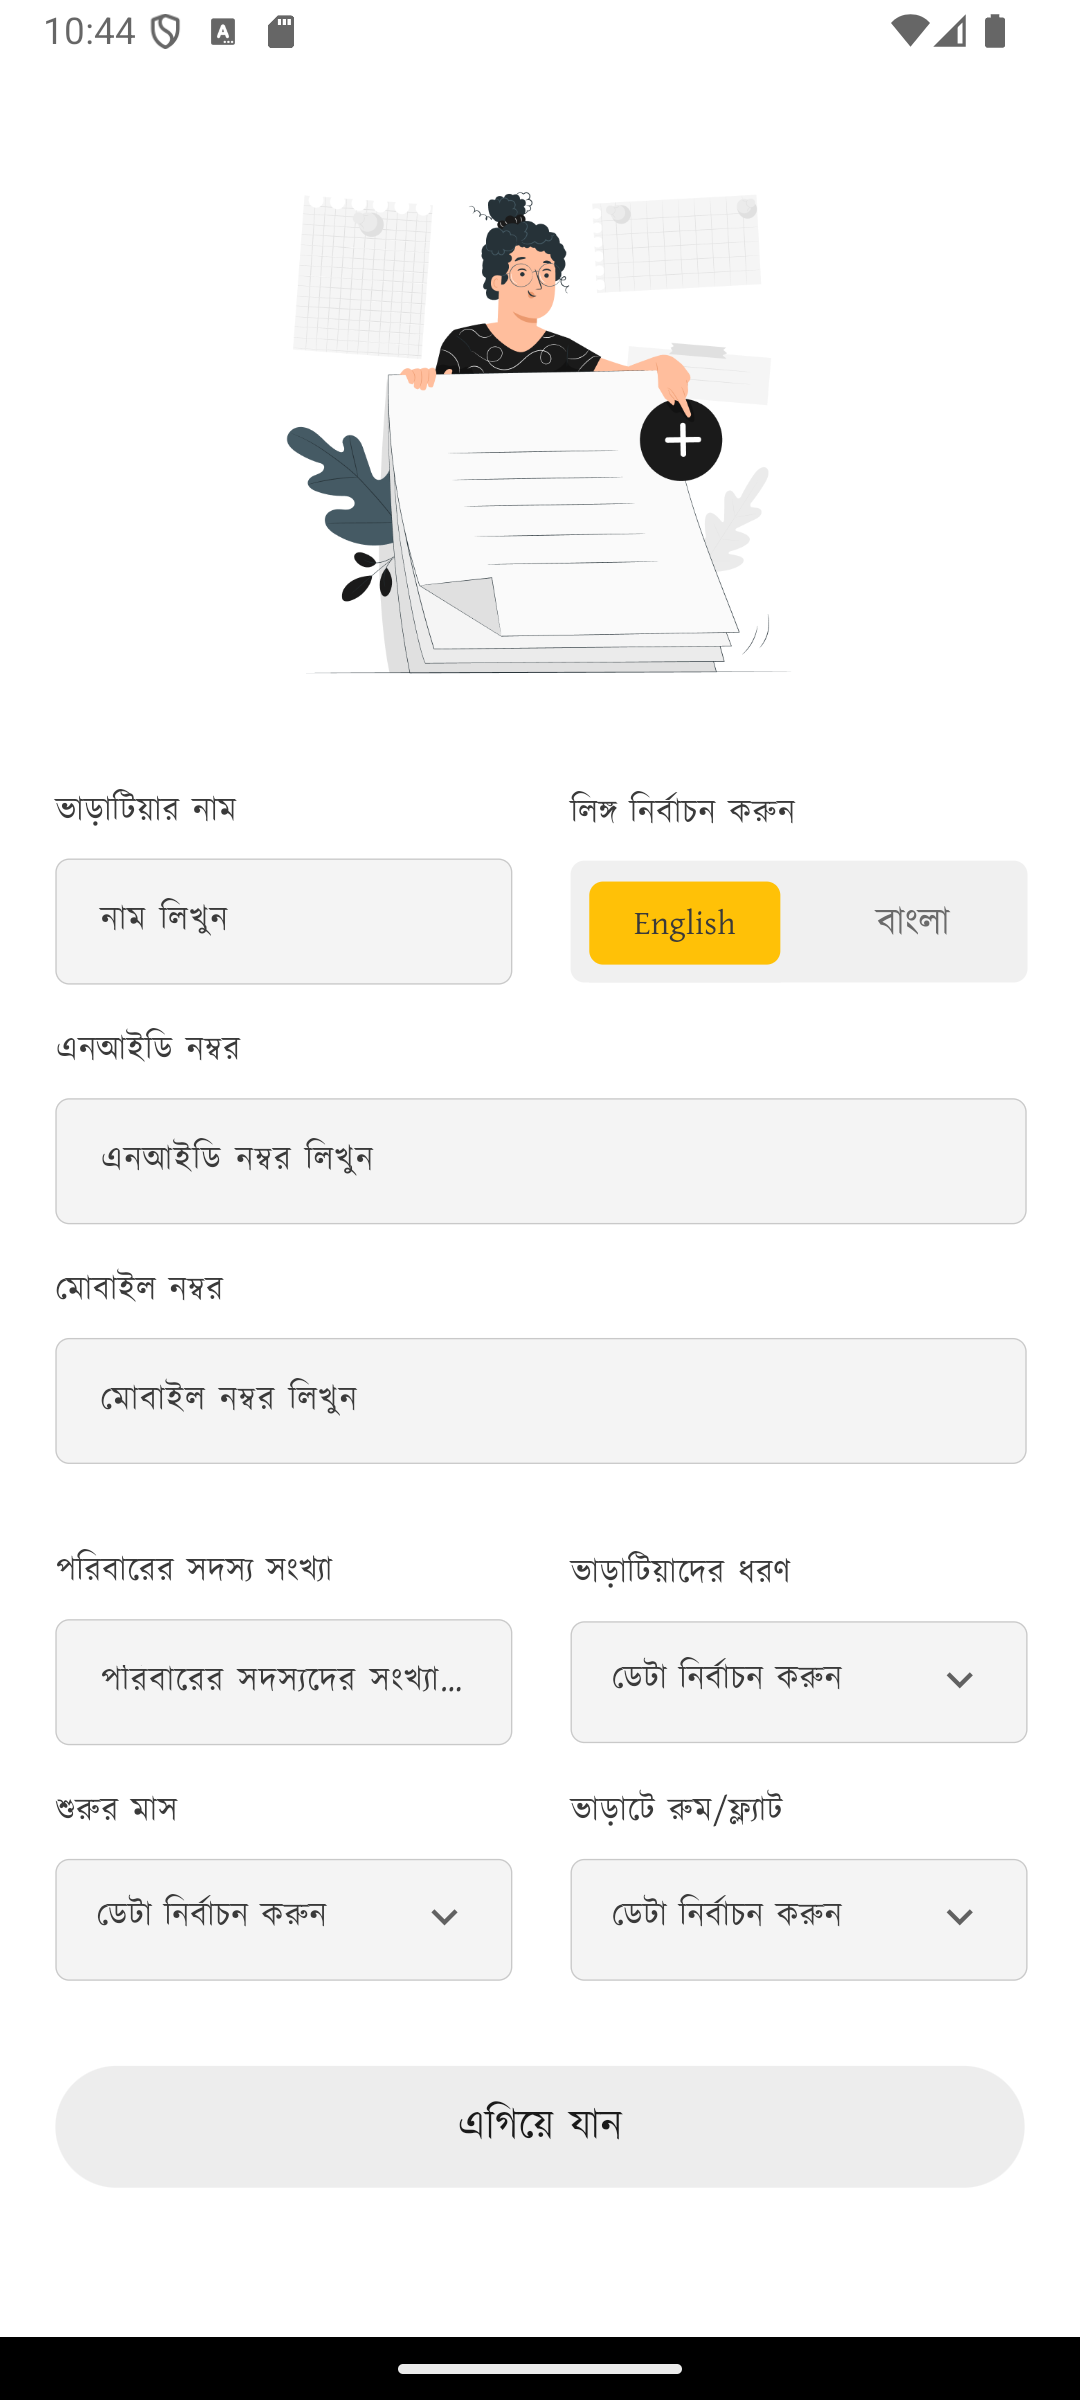 10:44
ভাড়াটিয়ার নাম
লিঙ্গ নির্বাচন করুন
নাম লিখুন
English
বাংলা
এনআইডি নম্বর
এনআইডি নম্বর লিখুন
মোবাইল নম্বর
মোবাইল নম্বর লিখুন
পরিবারের সদস্য সংখ্যা
ভাড়াটিয়াদের ধরণ
পরিবারের সদস্যদের সংখ্যা...
ডেটা নির্বাচন করুন
শুরুর মাস
ভাড়াটে রুম/ফ্ল্যাট
ডেটা নির্বাচন করুন
ডেটা নির্বাচন করুন
এগিয়ে যান